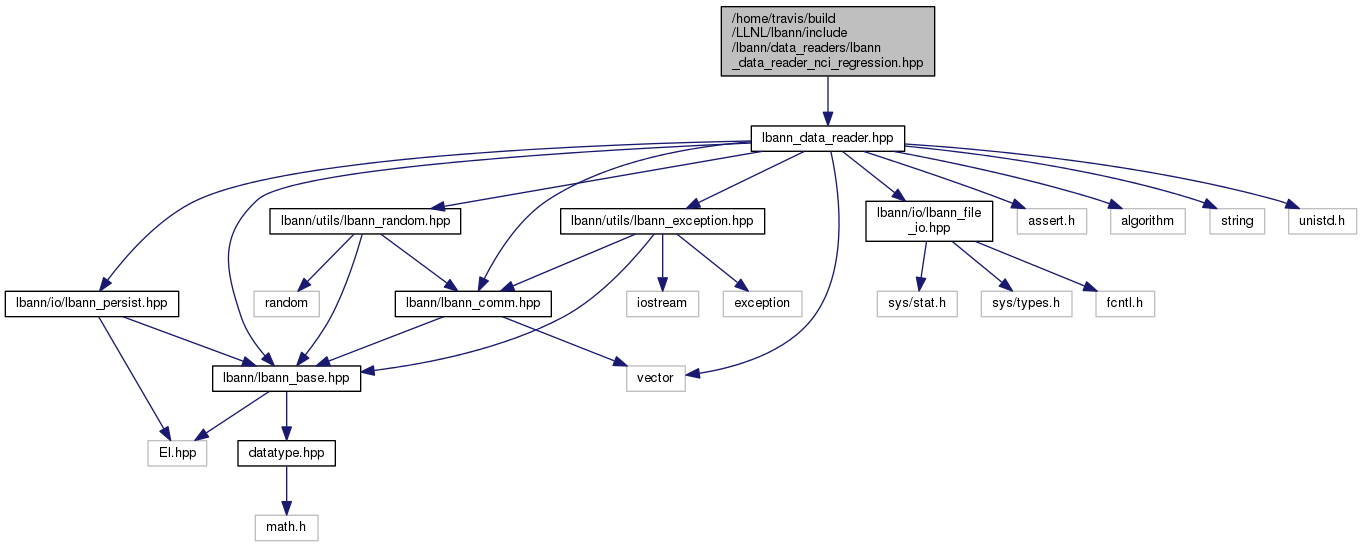 /home/travis/build
/LLNL/lbann/include
/lbann/data_readers/lbann
_data_reader_nci_regression.hpp
lbann_data_reader.hpp
lbann/utils/lbann_random.hpp
lbann/utils/lbann_exception.hpp
lbann/io/lbann_file
_io.hpp
assert.h
algorithm
string
unistd.h
lbann/io/lbann_persist.hpp
random
lbann/lbann_comm.hpp
iostream
exception
sys/stat.h
sys/types.h
fcntl.h
lbann/lbann_base.hpp
vector
El.hpp
datatype.hpp
math.h